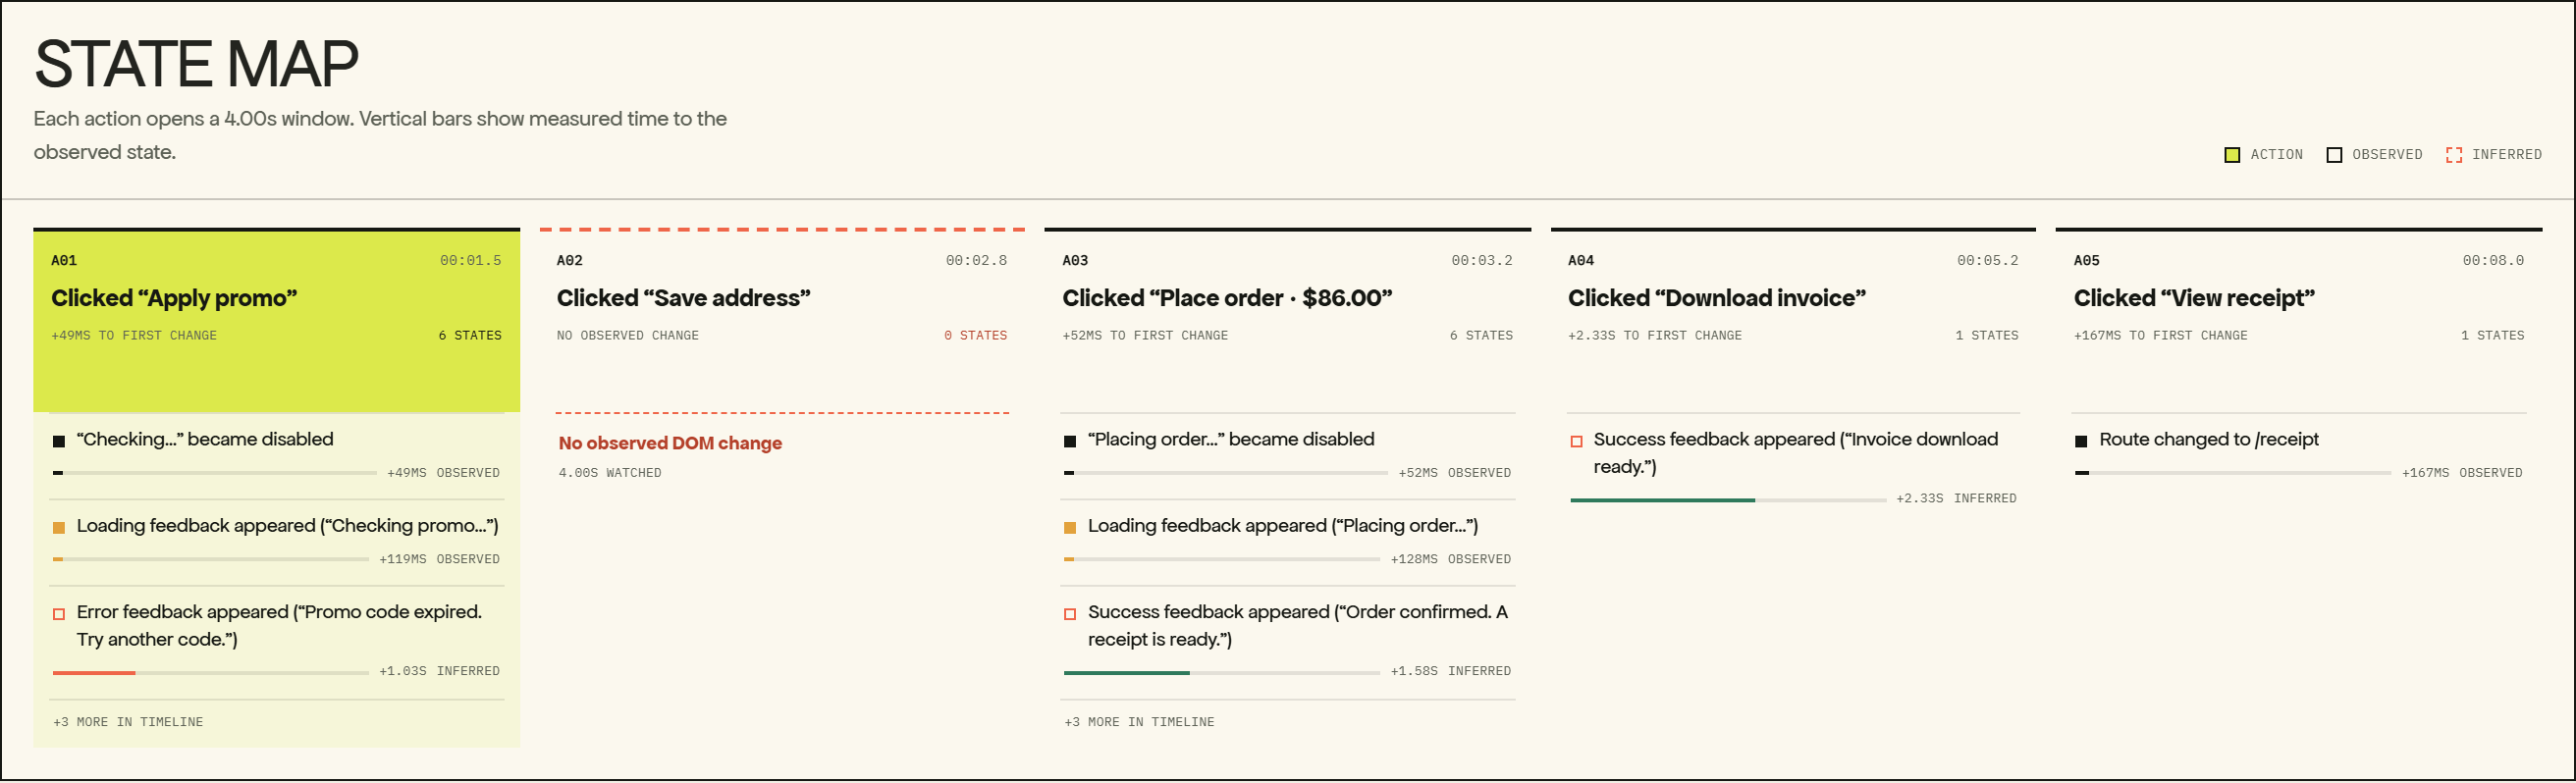 STATE MAP
Each action opens a 4.00s window. Vertical bars show measured time to the
observed state.
ACTION OBSERVED INFERRED
A01 00:01.5
Clicked “Apply promo”
+49MS TO FIRST CHANGE 6 STATES
“Checking…” became disabled
+49MS OBSERVED
Loading feedback appeared (“Checking promo…”)
+119MS OBSERVED
Error feedback appeared (“Promo code expired.
Try another code.”)
+1.03S INFERRED
+3 MORE IN TIMELINE
A02 00:02.8
Clicked “Save address”
NO OBSERVED CHANGE 0 STATES
No observed DOM change
4.00S WATCHED
A03 00:03.2
Clicked “Place order · $86.00”
+52MS TO FIRST CHANGE 6 STATES
“Placing order…” became disabled
+52MS OBSERVED
Loading feedback appeared (“Placing order…”)
+128MS OBSERVED
Success feedback appeared (“Order confirmed. A
receipt is ready.”)
+1.58S INFERRED
+3 MORE IN TIMELINE
A04 00:05.2
Clicked “Download invoice”
+2.33S TO FIRST CHANGE 1 STATES
Success feedback appeared (“Invoice download
ready.”)
+2.33S INFERRED
A05 00:08.0
Clicked “View receipt”
+167MS TO FIRST CHANGE 1 STATES
Route changed to /receipt
+167MS OBSERVED